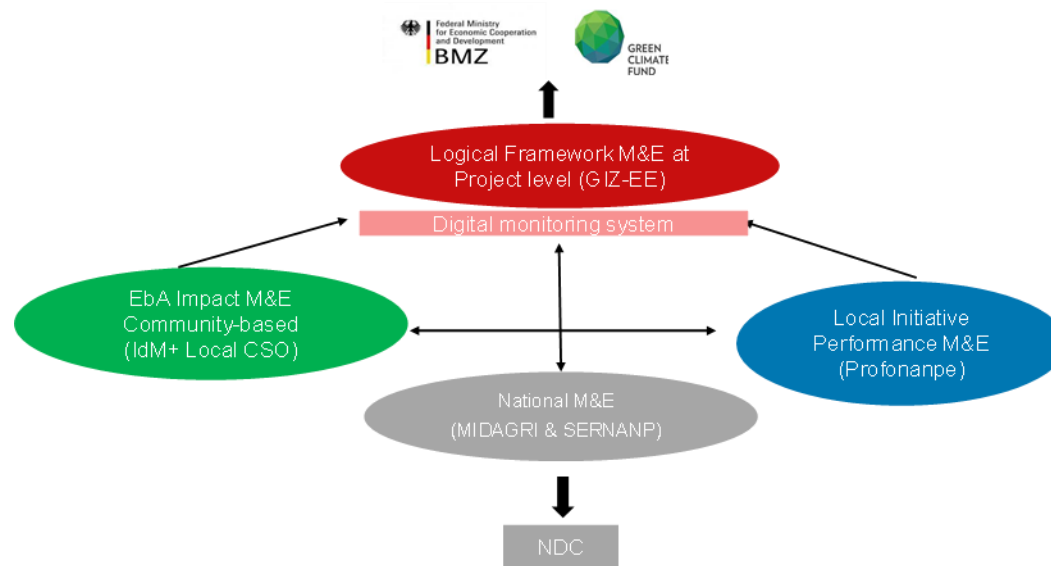 Federal Ministry
for Economic Cooperation
and Development
BMZ
GREEN
CLIMATE
FUND
Logical Framework M&E at
Project level (GIZ-EE)
Digital monitoring system
EbA Impact M&E
Community-based
(IdM+ Local CSO)
Local Initiative
Performance M&E
(Profonanpe)
National M&E
(MIDAGRI & SERNANP)
NDC